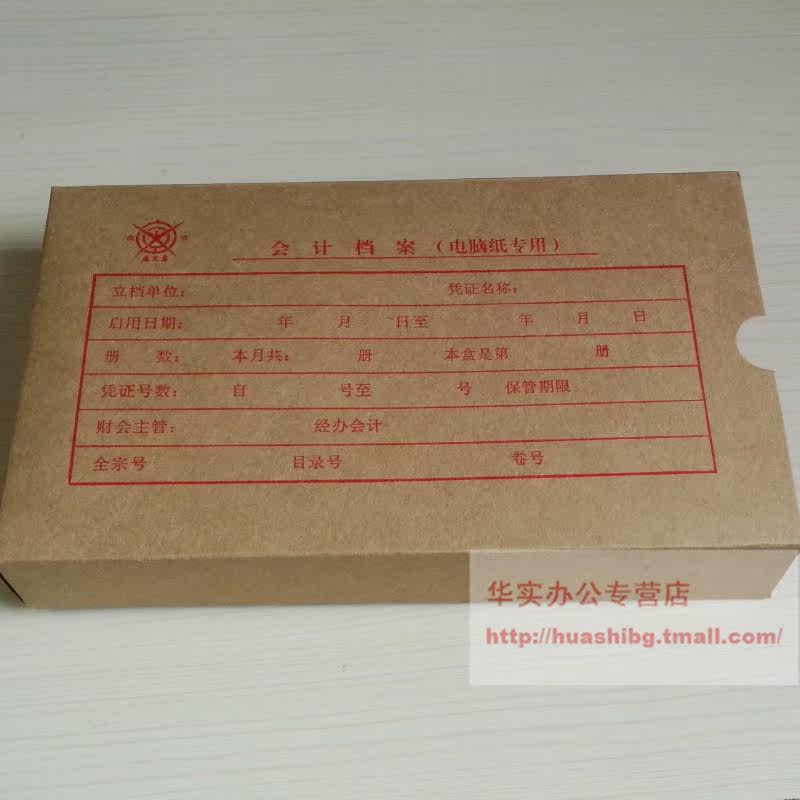 会计档案（电脑纸专用）
立档单位： 凭证名称：
启用日期： 年 月 日至 年 月 日
册 数： 本月共： 册 本盒是第 册
凭证号数： 自 号至 号 保管期限
财会主管： 经办会计
全宗号 目录号 卷号
华实办公专营店
http://huashibg.tmall.com/